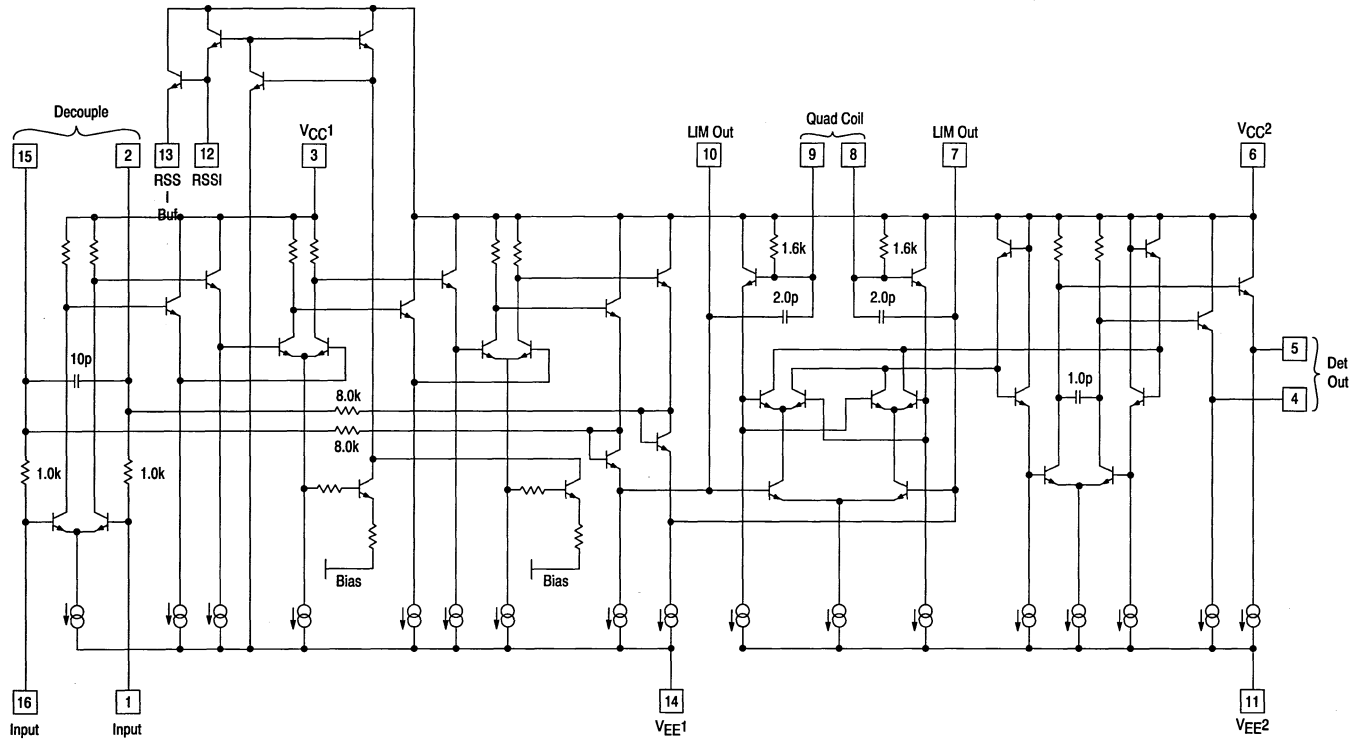 Decouple
VCC1
Quad Coil
LIM Out
LIM Out
VCC2
15
2
13
12
3
10
9
8
7
6
RSS
I
Buf
RSSI
1.6k
1.6k
2.0p
2.0p
10p
8.0k
8.0k
1.0p
5
4
Det
Out
1.0k
1.0k
Bias
Bias
16
1
14
11
Input
Input
VEE1
VEE2